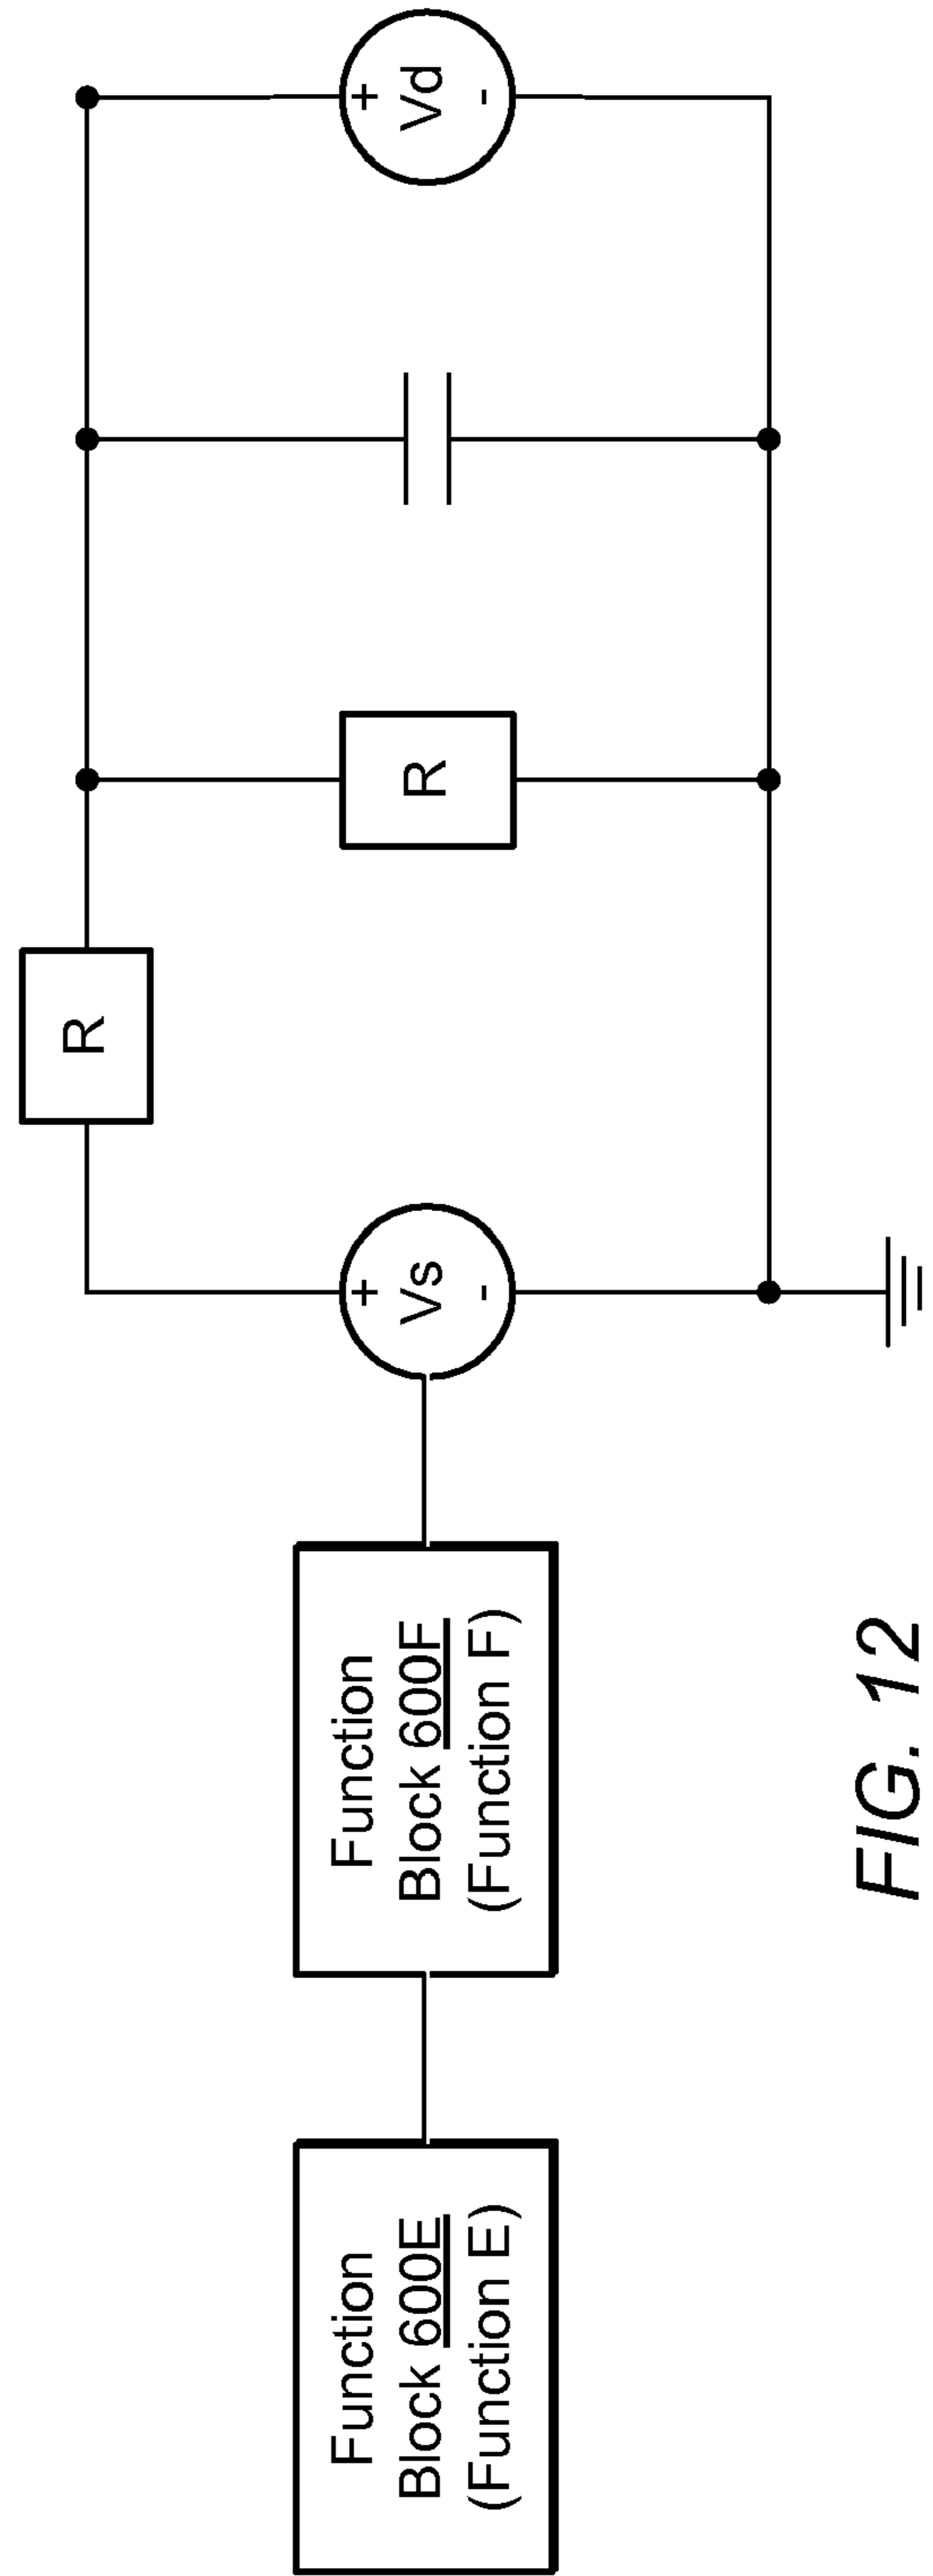 Function
Block 600E
(Function E)
Function
Block 600F
(Function F)
+
Vs
-
R
R
+
Vd
-
FIG. 12